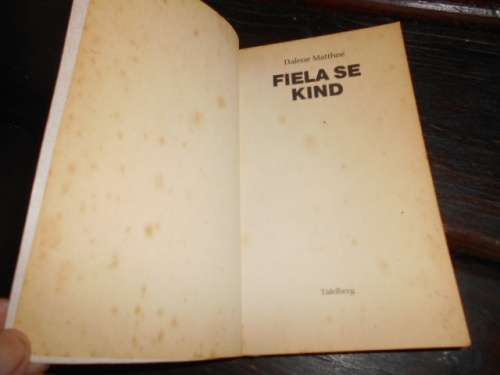 Dalene Matthee
FIELA SE
KIND
Tafelberg